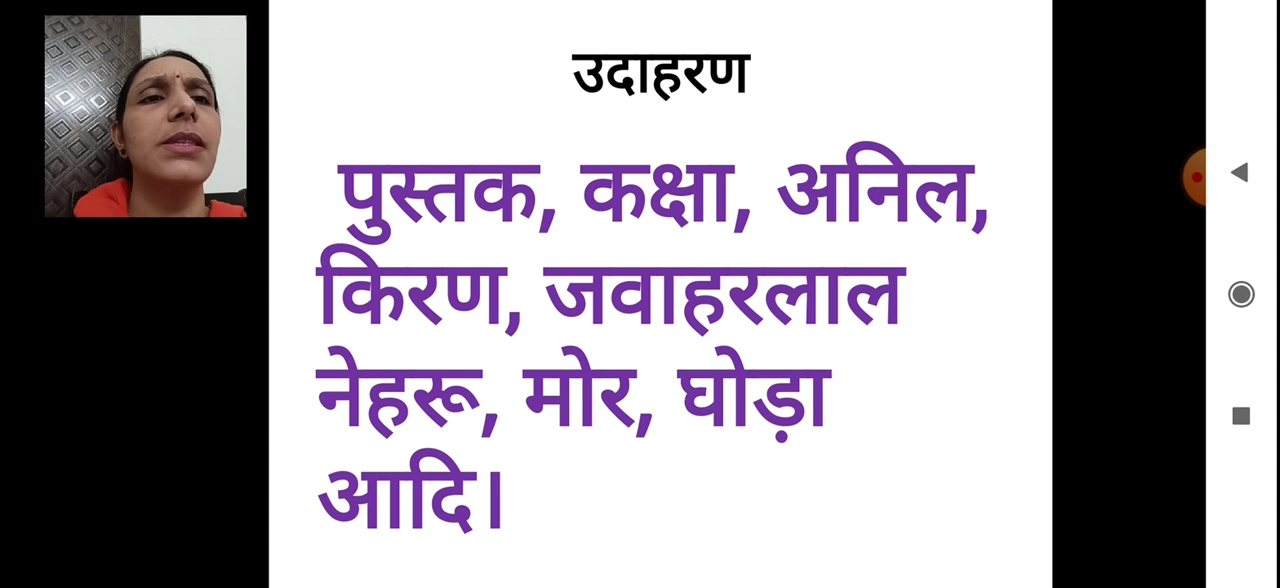 उदाहरण
पुस्तक, कक्षा, अनिल,
किरण, जवाहरलाल
नेहरू, मोर, घोड़ा
आदि।